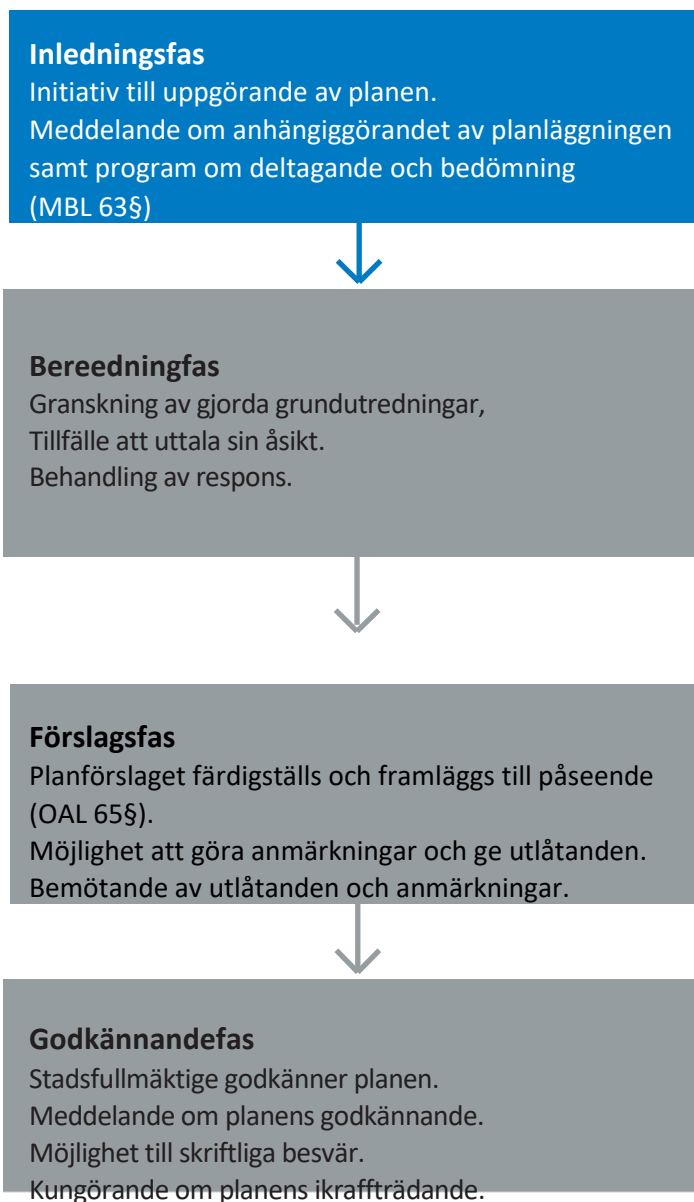 Inledningsfas
Initiativ till uppgörande av planen.
Meddelande om anhängiggörandet av planläggningen
samt program om deltagande och bedömning
(MBL 63§)
Bereedningfas
Granskning av gjorda grundutredningar,
Tillfälle att uttala sin åsikt.
Behandling av respons.
Förslagsfas
Planförslaget färdigställs och framläggs till påseende
(OAL 65§).
Möjlighet att göra anmärkningar och ge utlåtanden.
Bemötande av utlåtanden och anmärkningar.
Godkännandefas
Stadsfullmäktige godkänner planen.
Meddelande om planens godkännande.
Möjlighet till skriftliga besvär.
Kungörande om planens ikraffträdande.